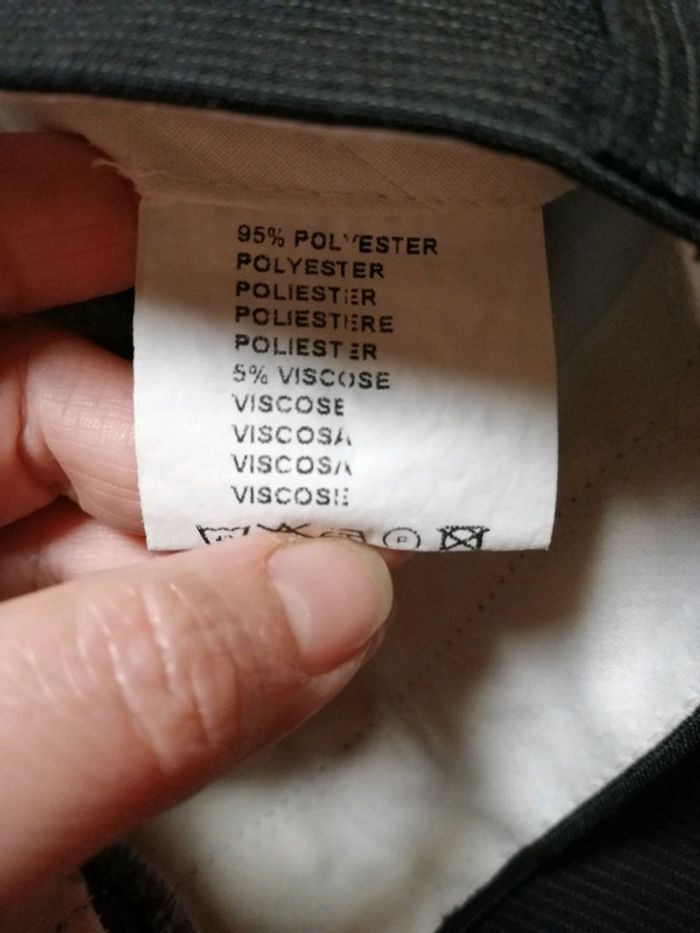 95% POLYESTER
POLYESTER
POLIESTER
POLIESTERE
POLIESTER
5% VISCOSE
VISCOSE
VISCOSA
VISCOSA
VISCOSE
P